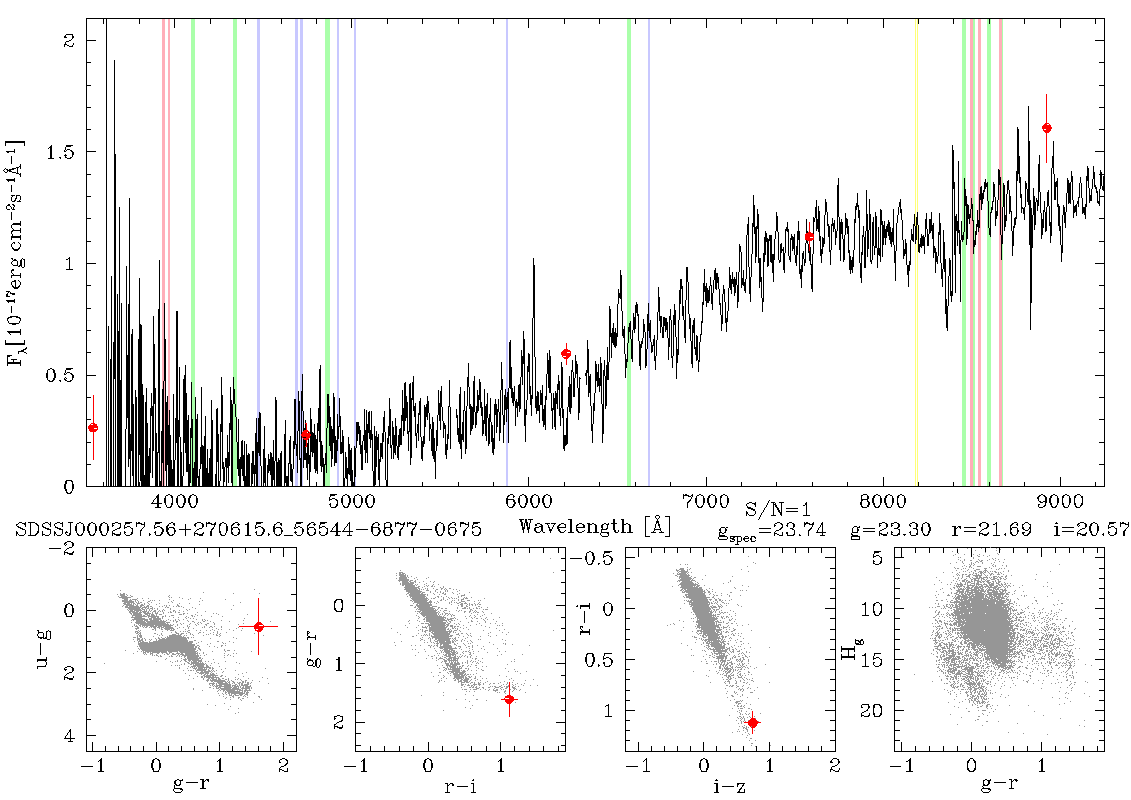 2
1.5
1
0.5
0
F_λ [10⁻¹⁷ erg cm⁻² s⁻¹ Å⁻¹]
4000 5000 6000 7000 8000 9000
S/N=1
Wavelength [Å]
SDSSJ000257.56+270615.6_56544-6877-0675
g_spec=23.74 g=23.30 r=21.69 i=20.57
−2
0
2
4
u−g
−1 0 1 2
g−r
0
1
2
g−r
−1 0 1 2
r−i
−0.5
0
0.5
1
r−i
−1 0 1 2
i−z
5
10
15
20
H_g
−1 0 1
g−r